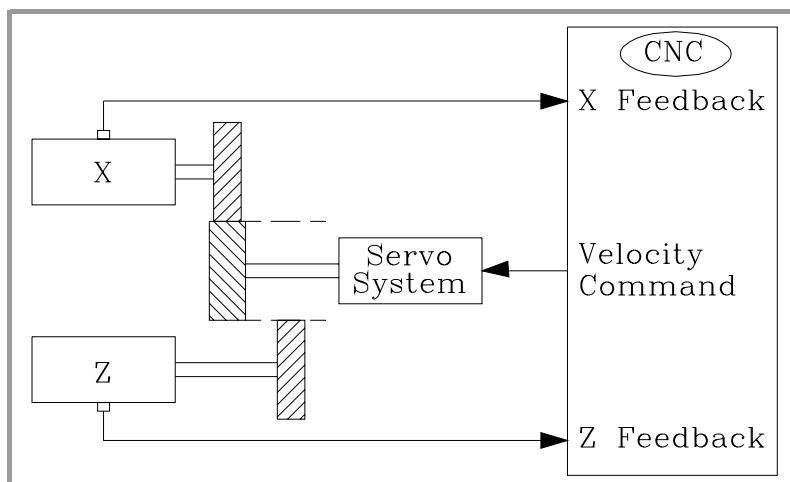 CNC
X Feedback
X
Servo
System
Velocity
Command
Z
Z Feedback